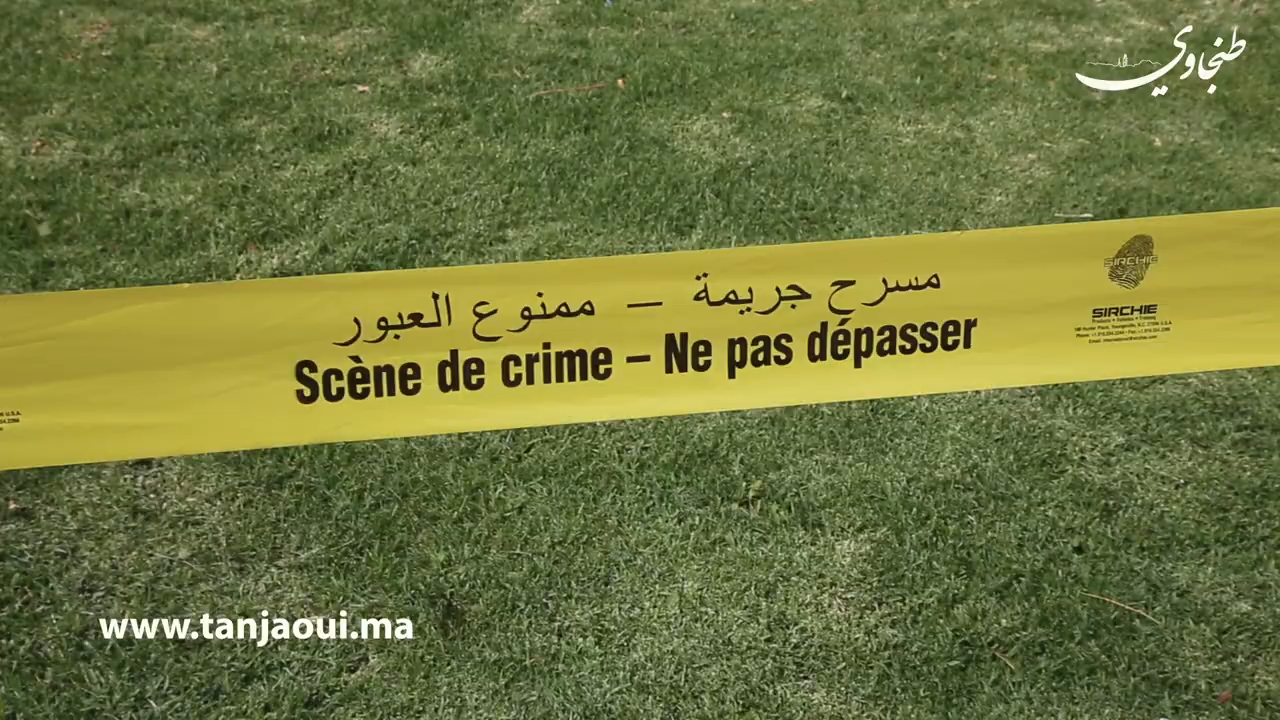 طنجاوي
مسرح جريمة – ممنوع العبور
Scène de crime – Ne pas dépasser
SIRCHIE
SIRCHIE
www.tanjaoui.ma